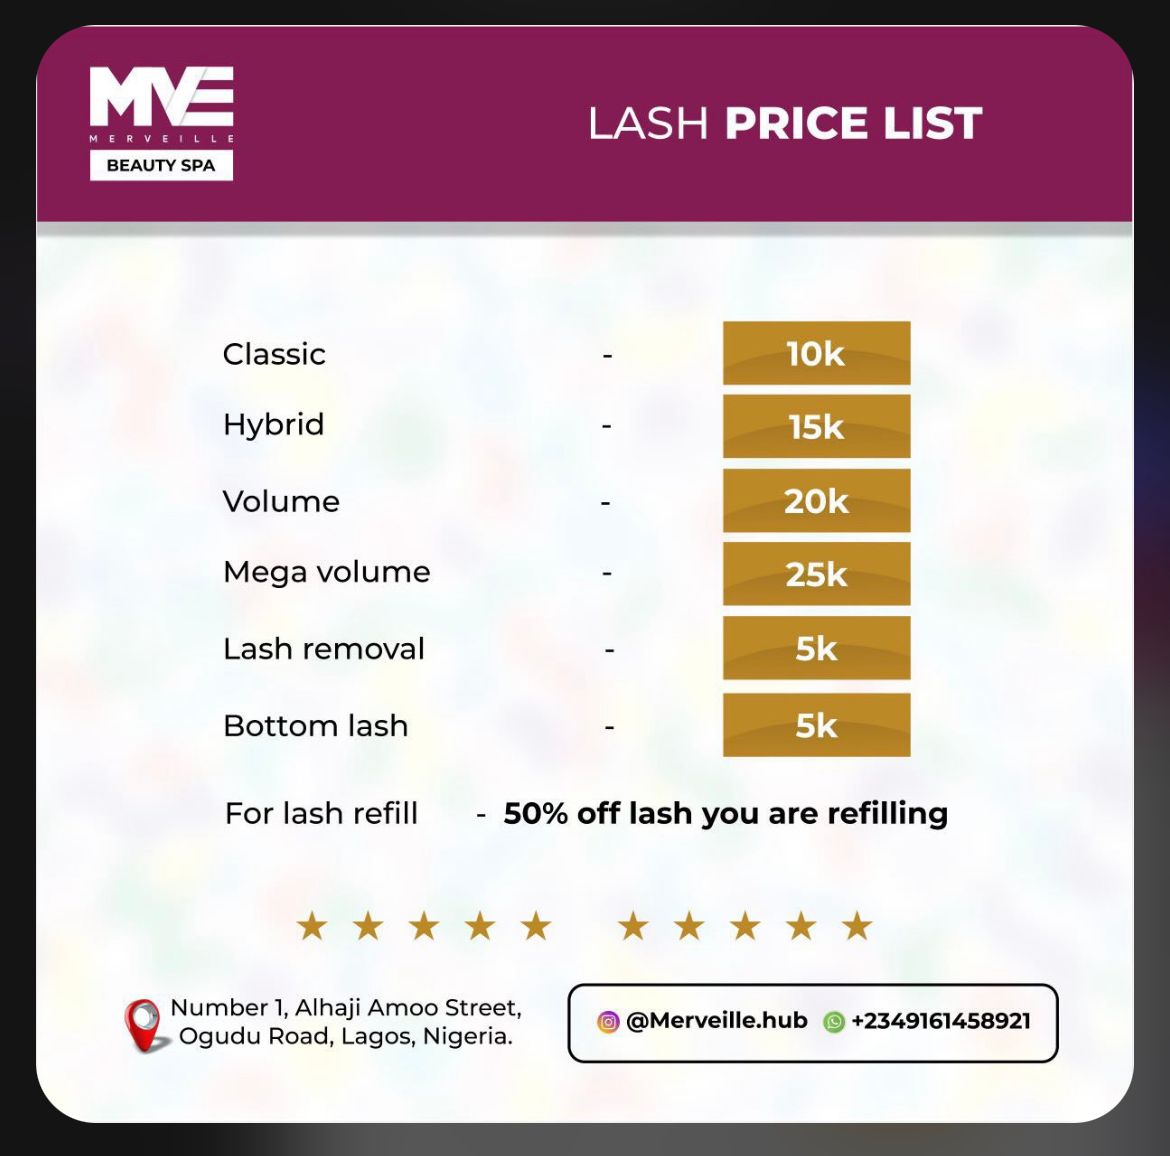 MVE
MERVEILLE
BEAUTY SPA
LASH PRICE LIST
Classic - 10k
Hybrid - 15k
Volume - 20k
Mega volume - 25k
Lash removal - 5k
Bottom lash - 5k
For lash refill - 50% off lash you are refilling
Number 1, Alhaji Amoo Street,
Ogudu Road, Lagos, Nigeria.
@Merveille.hub +2349161458921